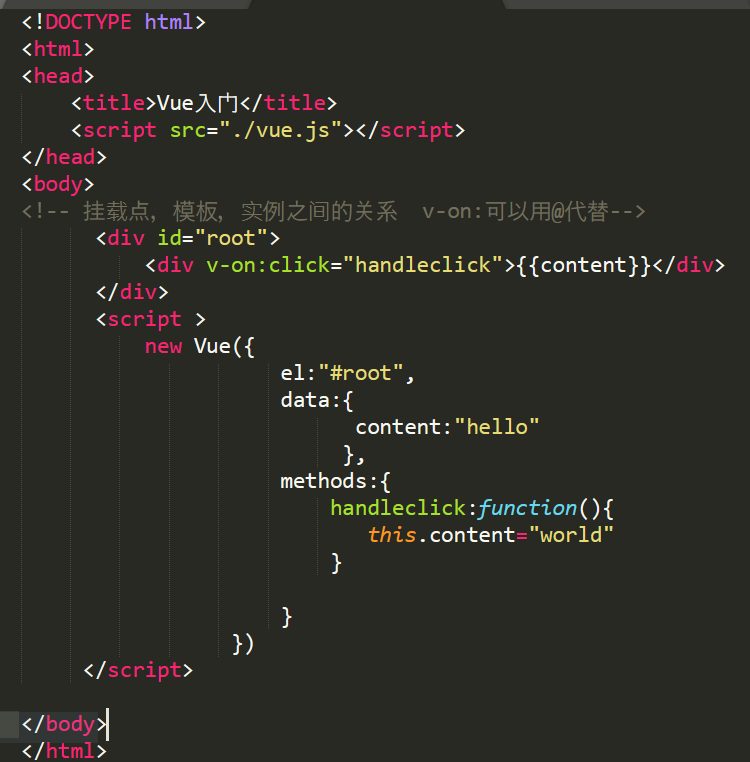 <!DOCTYPE html>
<html>
<head>
<title>Vue入门</title>
<script src="./vue.js"></script>
</head>
<body>
<!-- 挂载点，模板，实例之间的关系  v-on:可以用@代替-->
<div id="root">
<div v-on:click="handleclick">{{content}}</div>
</div>
<script >
new Vue({
el:"#root",
data:{
content:"hello"
},
methods:{
handleclick:function(){
this.content="world"
}
}
})
</script>
</body>
</html>